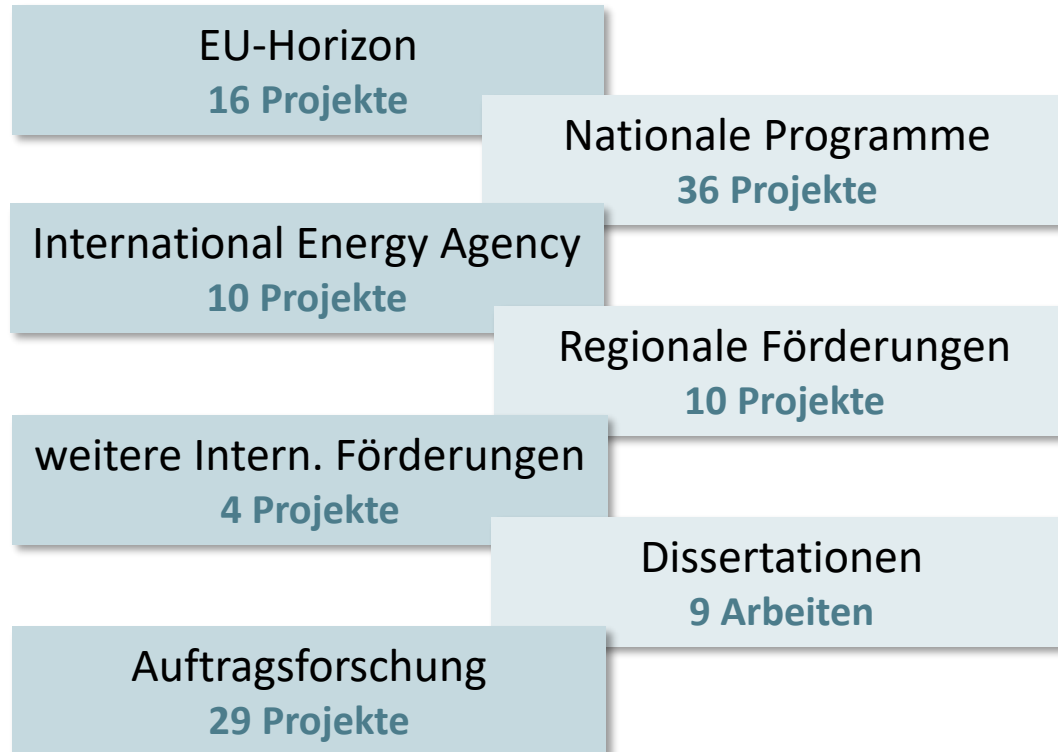 EU-Horizon
16 Projekte
Nationale Programme
36 Projekte
International Energy Agency
10 Projekte
Regionale Förderungen
10 Projekte
weitere Intern. Förderungen
4 Projekte
Dissertationen
9 Arbeiten
Auftragsforschung
29 Projekte